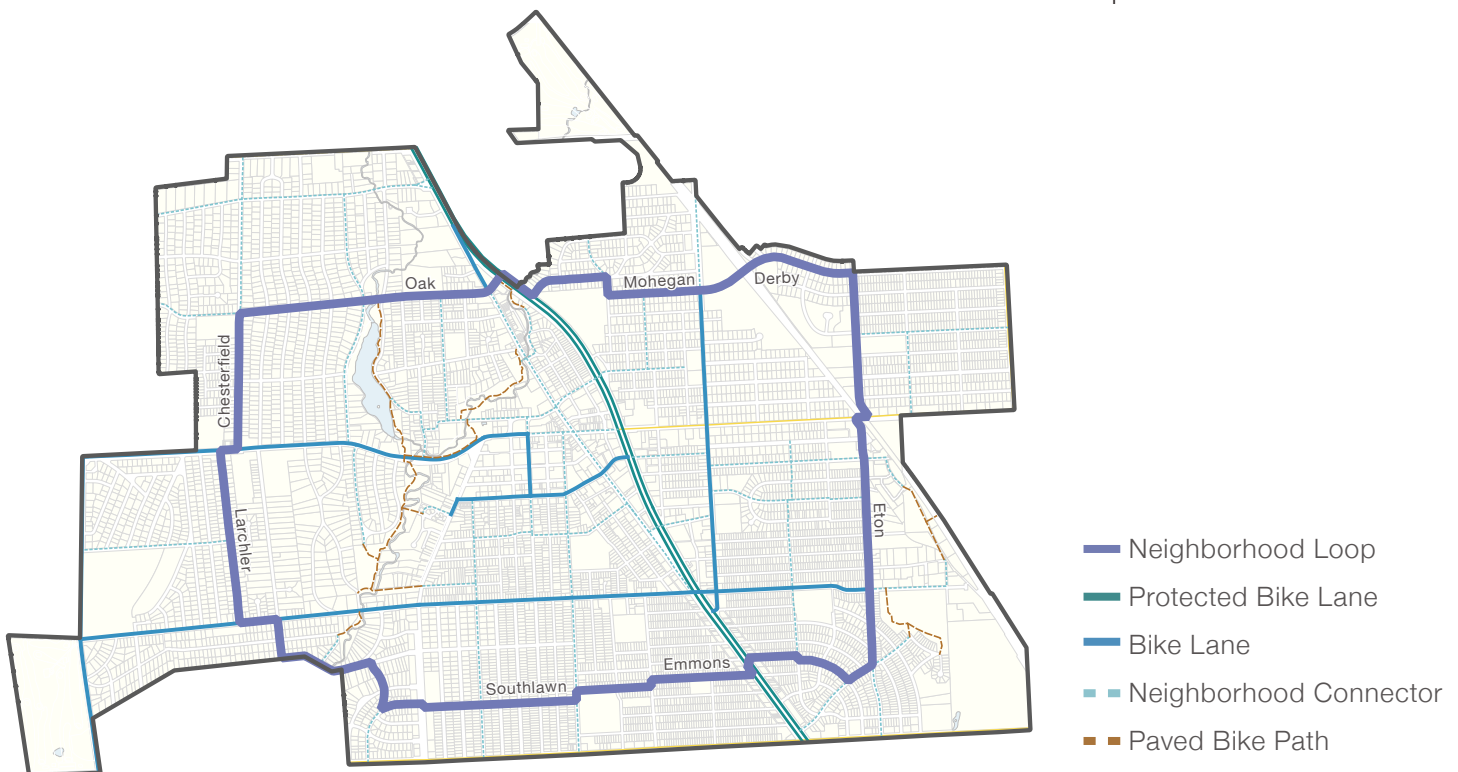 Oak
Mohegan
Derby
Chesterfield
Larchler
Eton
Emmons
Southlawn
Neighborhood Loop
Protected Bike Lane
Bike Lane
Neighborhood Connector
Paved Bike Path